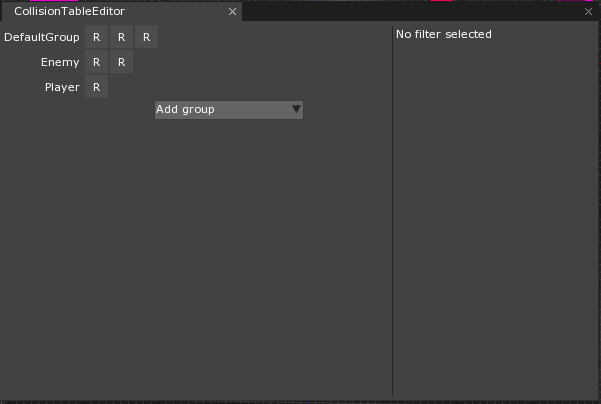 CollisionTableEditor
DefaultGroup R R R
No filter selected
Enemy R R
Player R
Add group